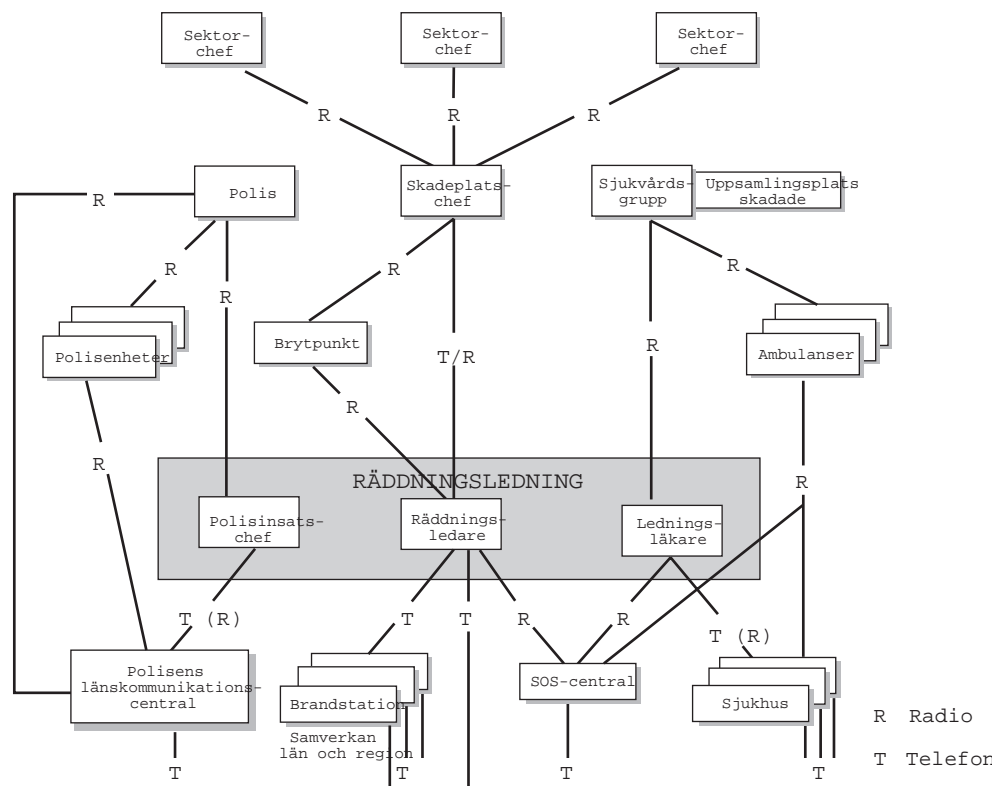 Sektor-
chef
Sektor-
chef
Sektor-
chef
R
R
R
Polis
Skadeplats-
chef
Sjukvårds-
grupp
Uppsamlingsplats
skadade
R
R
R
R
R
Polisenheter
Brytpunkt
T/R
R
Ambulanser
R
R
R
RÄDDNINGSLEDNING
Polisinsats-
chef
Räddnings-
ledare
Lednings-
läkare
T (R)
T
T
R
R
T (R)
Polisens
länskommunikations-
central
Brandstation
SOS-central
Sjukhus
Samverkan
län och region
T
T
T
T
R Radio
T Telefon